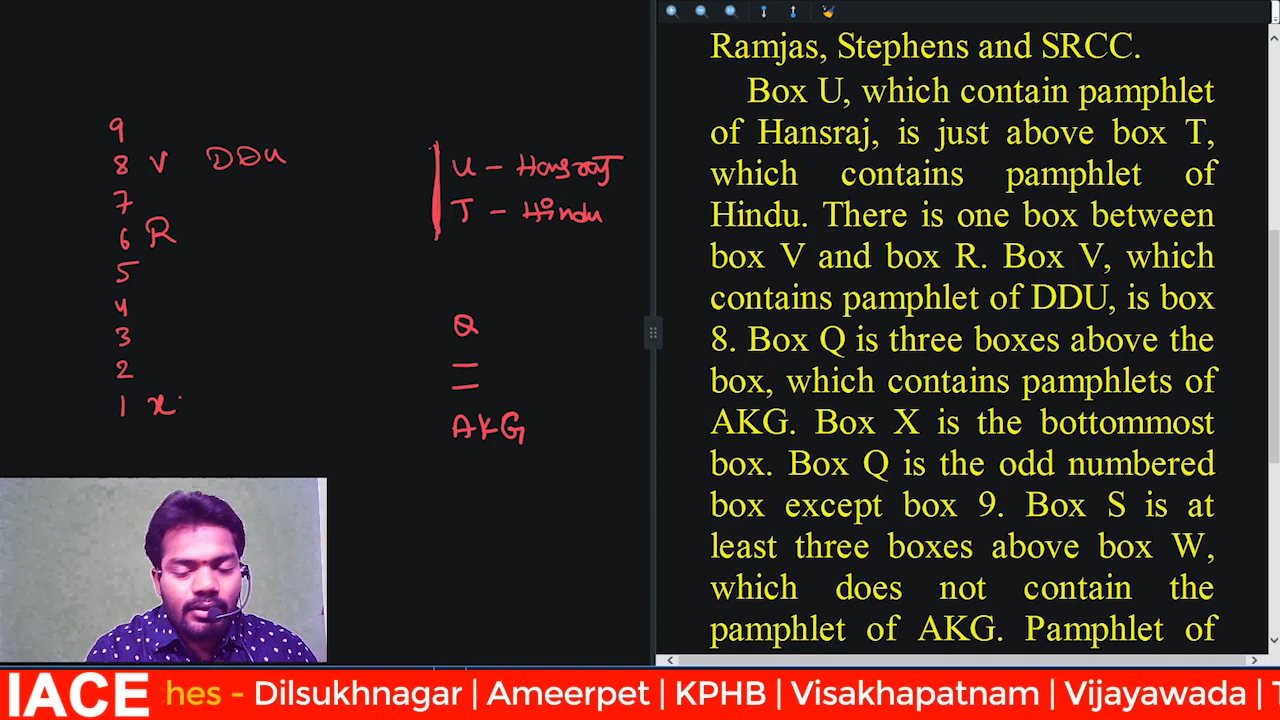 Ramjas, Stephens and SRCC.
Box U, which contain pamphlet
of Hansraj, is just above box T,
which contains pamphlet of
Hindu. There is one box between
box V and box R. Box V, which
contains pamphlet of DDU, is box
8. Box Q is three boxes above the
box, which contains pamphlets of
AKG. Box X is the bottommost
box. Box Q is the odd numbered
box except box 9. Box S is at
least three boxes above box W,
which does not contain the
pamphlet of AKG. Pamphlet of
9
8 V DDU
7
6 R
5
4
3
2
1 x
U - Hansraj
T - Hindu
Q
AKG
IACE hes - Dilsukhnagar | Ameerpet | KPHB | Visakhapatnam | Vijayawada |